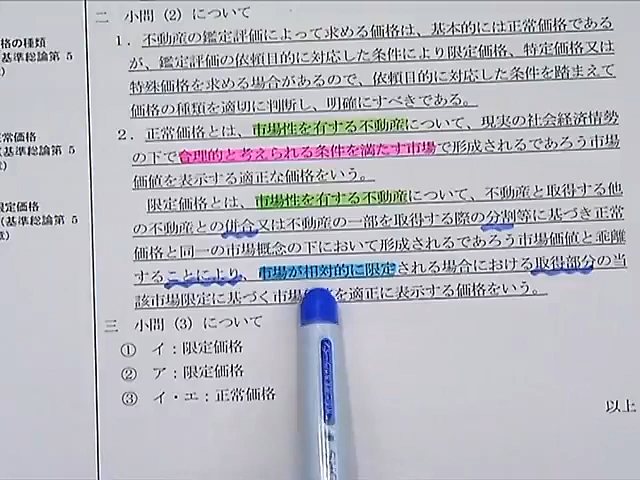 二 小問(2)について
１．不動産の鑑定評価によって求める価格は、基本的には正常価格である
が、鑑定評価の依頼目的に対応した条件により限定価格、特定価格又は
特殊価格を求める場合があるので、依頼目的に対応した条件を踏まえて
価格の種類を適切に判断し、明確にすべきである。
２．正常価格とは、市場性を有する不動産について、現実の社会経済情勢
の下で合理的と考えられる条件を満たす市場で形成されるであろう市場
価値を表示する適正な価格をいう。
限定価格とは、市場性を有する不動産について、不動産と取得する他
の不動産との併合又は不動産の一部を取得する際の分割等に基づき正常
価格と同一の市場概念の下において形成されるであろう市場価値と乖離
することにより、市場が相対的に限定される場合における取得部分の当
該市場限定に基づく市場を適正に表示する価格をいう。
三 小問(3)について
① イ：限定価格
② ア：限定価格
③ イ・エ：正常価格
以上
格の種類
基準総論第 5
)
正常価格
(基準総論第 5
)
限定価格
(基準総論第 5
章)